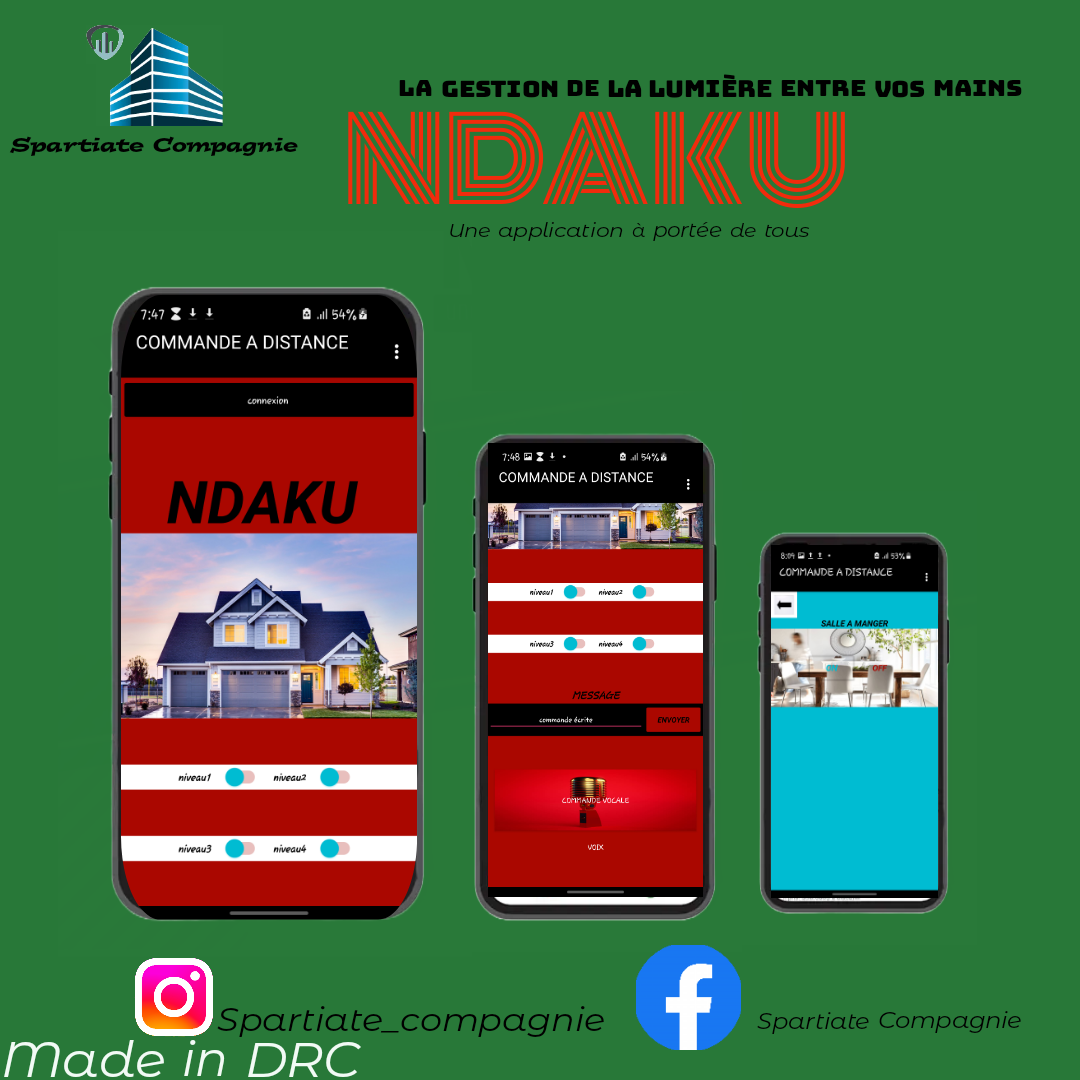 LA GESTION DE LA LUMIÈRE ENTRE VOS MAINS
Spartiate Compagnie
NDAKU
Une application à portée de tous
7:47
54%
COMMANDE A DISTANCE
connexion
NDAKU
niveau1 niveau2
niveau3 niveau4
7:48
54%
COMMANDE A DISTANCE
niveau1 niveau2
niveau3 niveau4
MESSAGE
commande écrite ENVOYER
COMMANDE VOCALE
VOIX
8:09
53%
COMMANDE A DISTANCE
SALLE A MANGER
ON OFF
Spartiate_compagnie
Spartiate Compagnie
Made in DRC